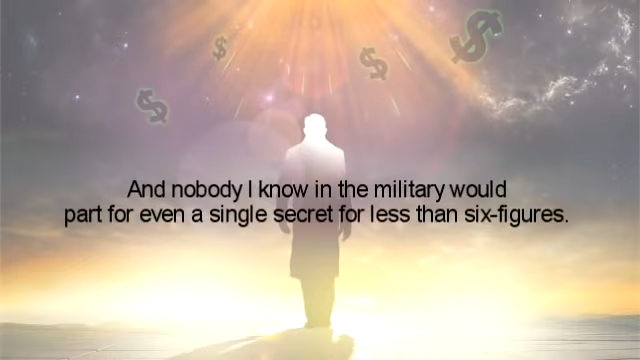 And nobody I know in the military would
part for even a single secret for less than six-figures.